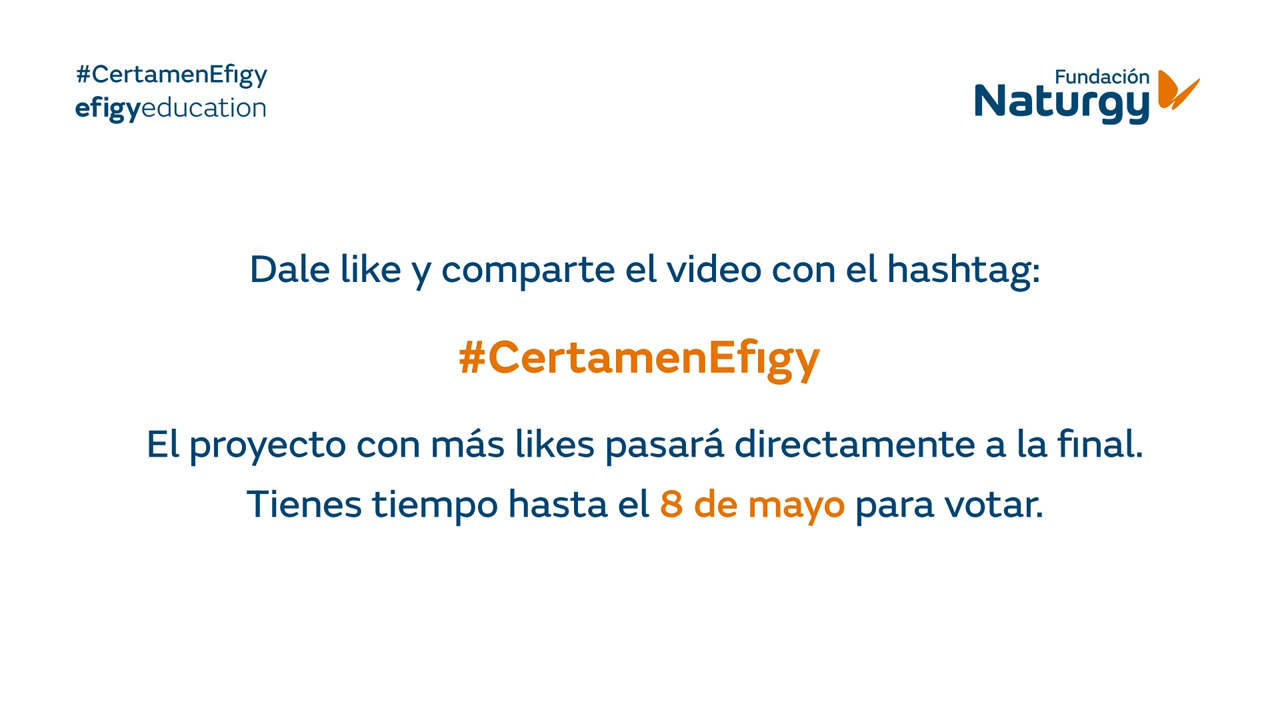 #CertamenEfigy
efigyeducation
Fundación
Naturgy
Dale like y comparte el video con el hashtag:
#CertamenEfigy
El proyecto con más likes pasará directamente a la final.
Tienes tiempo hasta el 8 de mayo para votar.